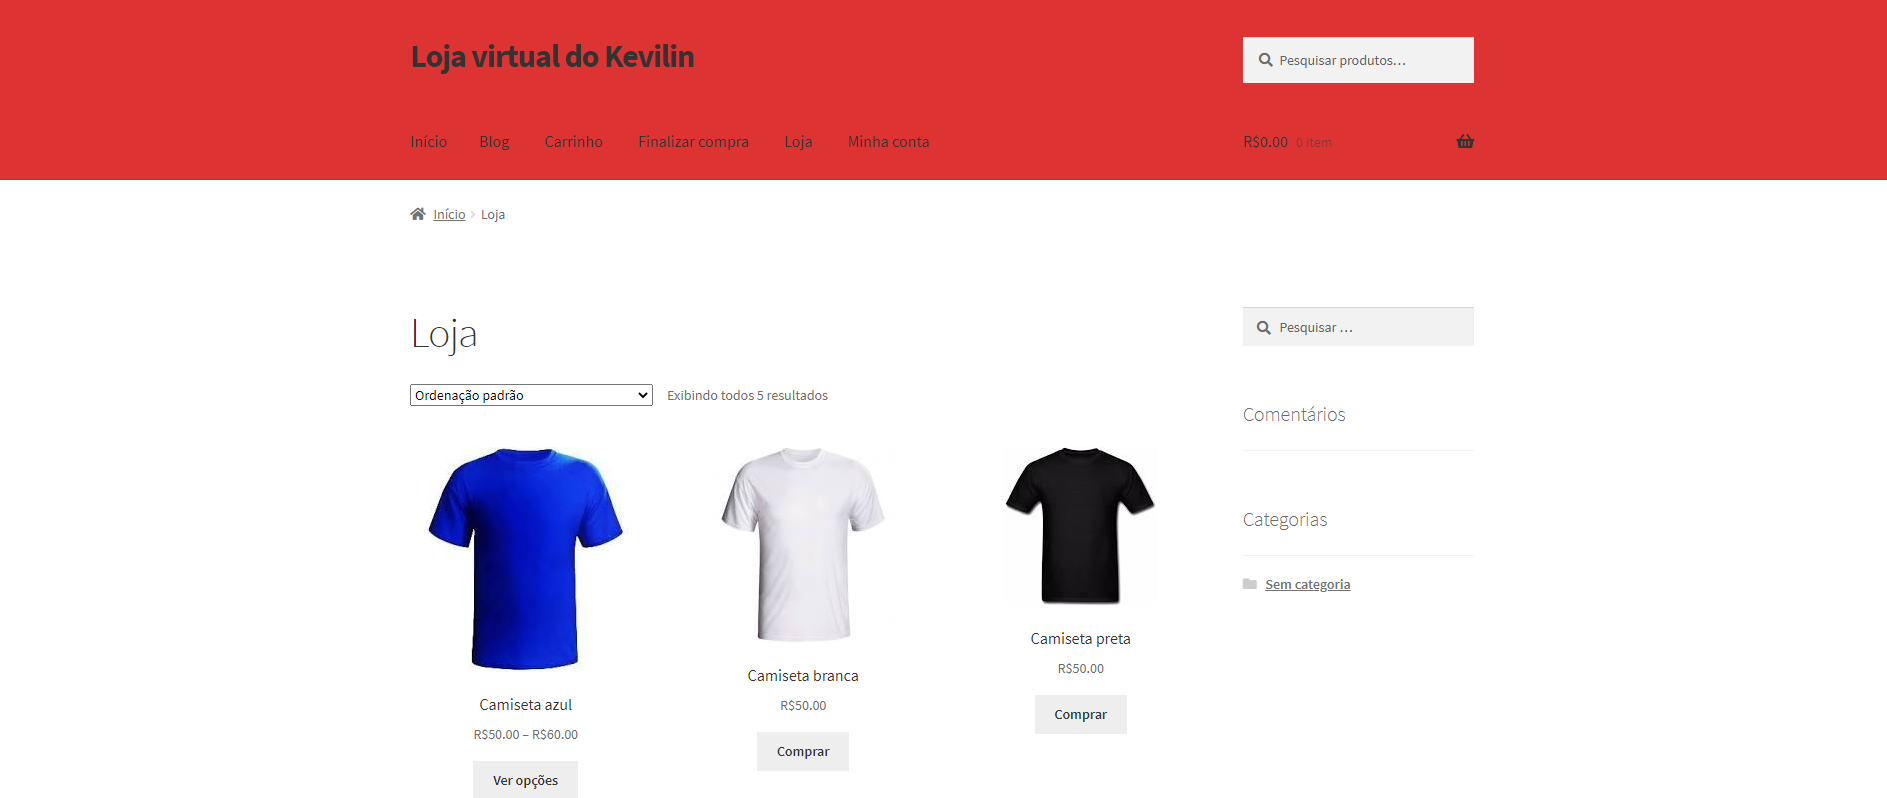 Loja virtual do Kevilin
Pesquisar produtos…
Início Blog Carrinho Finalizar compra Loja Minha conta
R$0.00 0 item
Início Loja
Loja
Pesquisar …
Ordenação padrão Exibindo todos 5 resultados
Comentários
Categorias
Sem categoria
Camiseta azul
R$50.00 – R$60.00
Ver opções
Camiseta branca
R$50.00
Comprar
Camiseta preta
R$50.00
Comprar